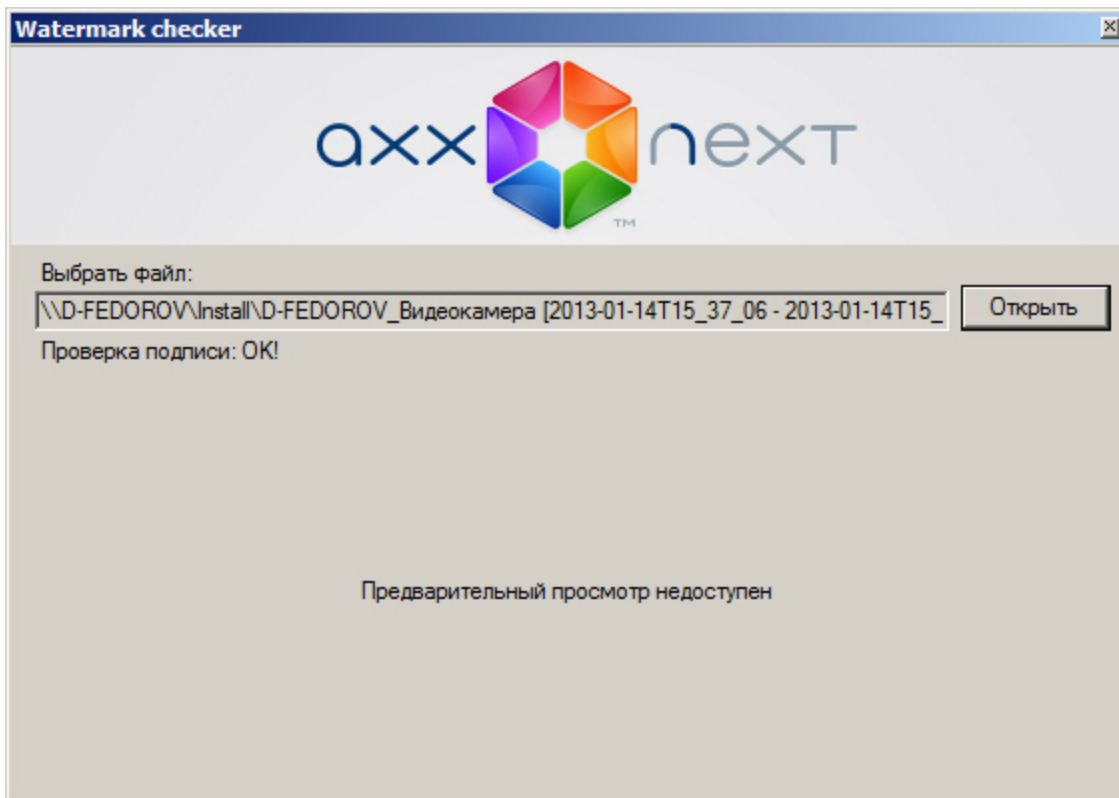 Watermark checker
axx next
TM
Выбрать файл:
\\D-FEDOROV\Install\D-FEDOROV_Видеокамера [2013-01-14T15_37_06 - 2013-01-14T15_
Открыть
Проверка подписи: OK!
Предварительный просмотр недоступен